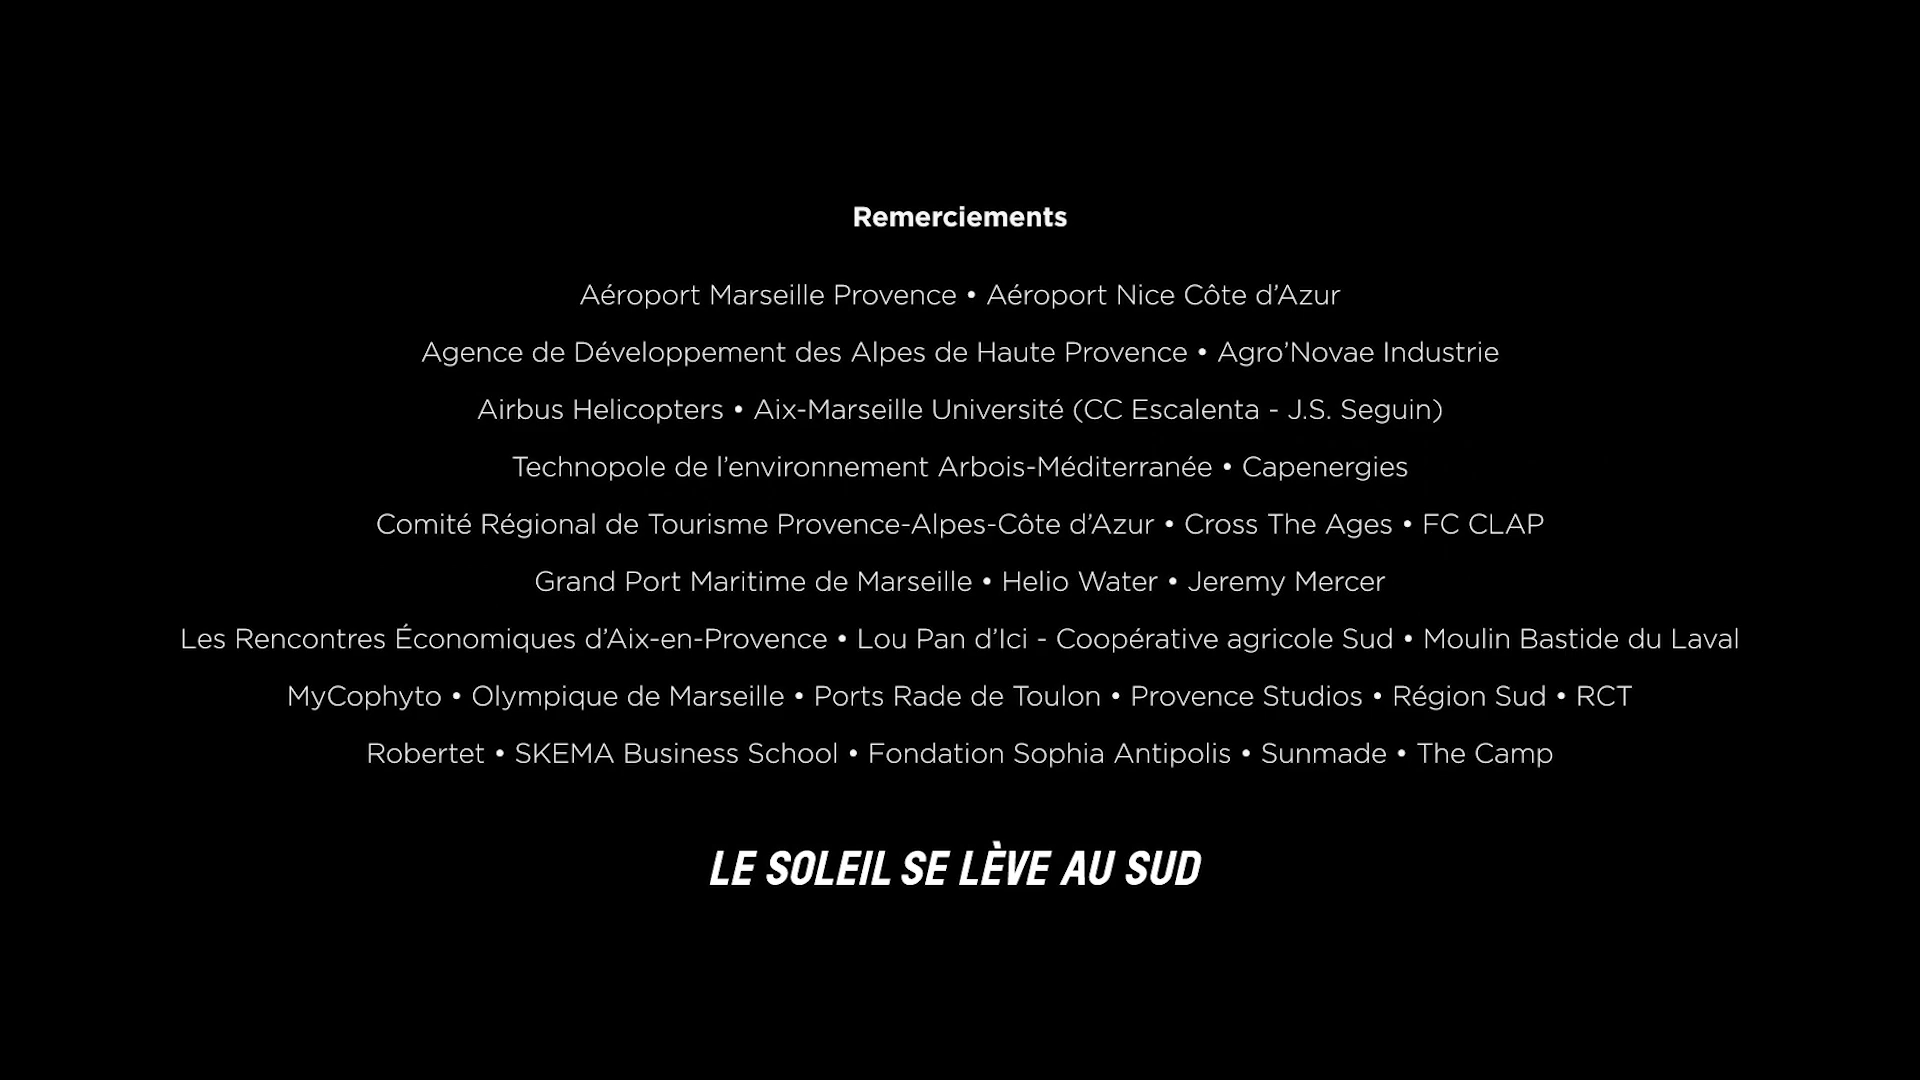 Remerciements
Aéroport Marseille Provence • Aéroport Nice Côte d’Azur
Agence de Développement des Alpes de Haute Provence • Agro’Novae Industrie
Airbus Helicopters • Aix-Marseille Université (CC Escalenta - J.S. Seguin)
Technopole de l’environnement Arbois-Méditerranée • Capenergies
Comité Régional de Tourisme Provence-Alpes-Côte d’Azur • Cross The Ages • FC CLAP
Grand Port Maritime de Marseille • Helio Water • Jeremy Mercer
Les Rencontres Économiques d’Aix-en-Provence • Lou Pan d’Ici - Coopérative agricole Sud • Moulin Bastide du Laval
MyCophyto • Olympique de Marseille • Ports Rade de Toulon • Provence Studios • Région Sud • RCT
Robertet • SKEMA Business School • Fondation Sophia Antipolis • Sunmade • The Camp
LE SOLEIL SE LÈVE AU SUD